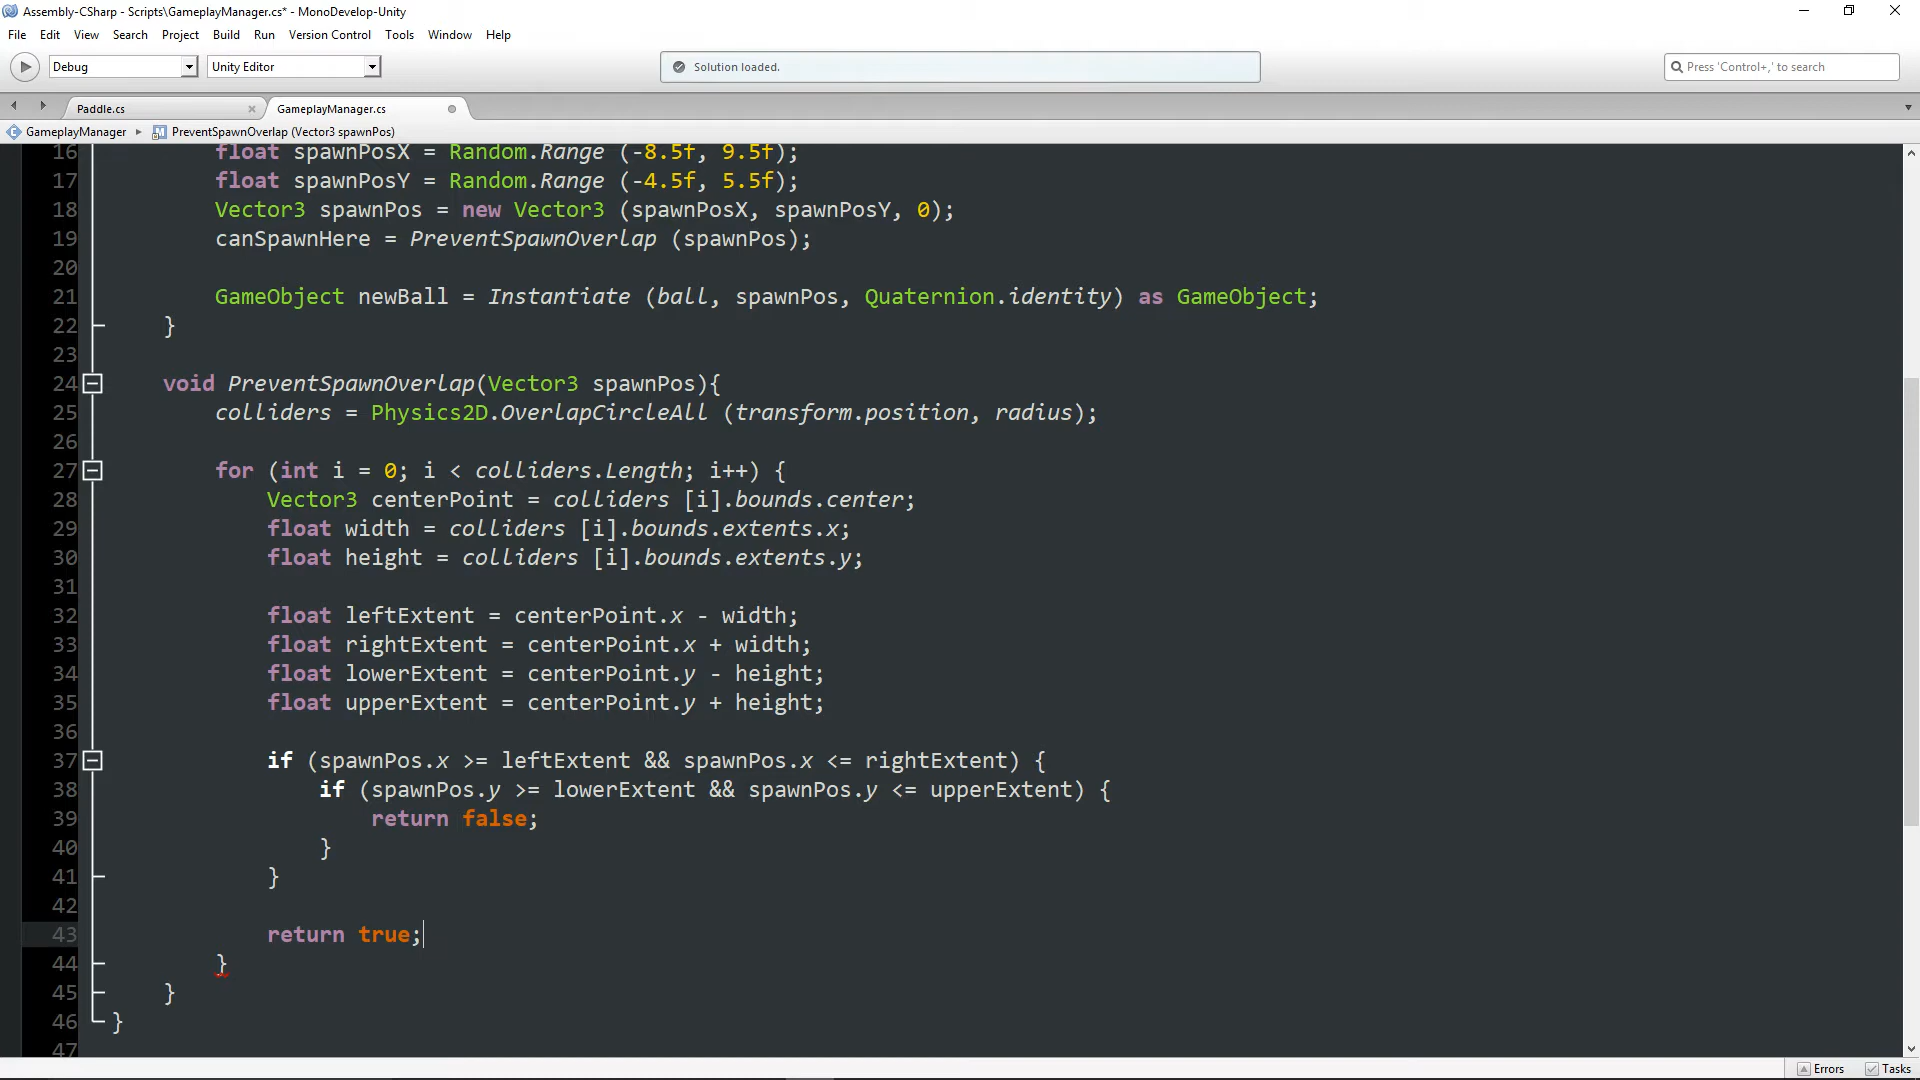 Assembly-CSharp - Scripts\GameplayManager.cs* - MonoDevelop-Unity
File Edit View Search Project Build Run Version Control Tools Window Help
Debug Unity Editor Solution loaded. Press 'Control+,' to search
Paddle.cs GameplayManager.cs
GameplayManager PreventSpawnOverlap (Vector3 spawnPos)
16 float spawnPosX = Random.Range (-8.5f, 9.5f);
17 float spawnPosY = Random.Range (-4.5f, 5.5f);
18 Vector3 spawnPos = new Vector3 (spawnPosX, spawnPosY, 0);
19 canSpawnHere = PreventSpawnOverlap (spawnPos);
20
21 GameObject newBall = Instantiate (ball, spawnPos, Quaternion.identity) as GameObject;
22 }
23
24 void PreventSpawnOverlap(Vector3 spawnPos){
25 colliders = Physics2D.OverlapCircleAll (transform.position, radius);
26
27 for (int i = 0; i < colliders.Length; i++) {
28 Vector3 centerPoint = colliders [i].bounds.center;
29 float width = colliders [i].bounds.extents.x;
30 float height = colliders [i].bounds.extents.y;
31
32 float leftExtent = centerPoint.x - width;
33 float rightExtent = centerPoint.x + width;
34 float lowerExtent = centerPoint.y - height;
35 float upperExtent = centerPoint.y + height;
36
37 if (spawnPos.x >= leftExtent && spawnPos.x <= rightExtent) {
38 if (spawnPos.y >= lowerExtent && spawnPos.y <= upperExtent) {
39 return false;
40 }
41 }
42
43 return true;
44 }
45 }
46 }
47
Errors Tasks